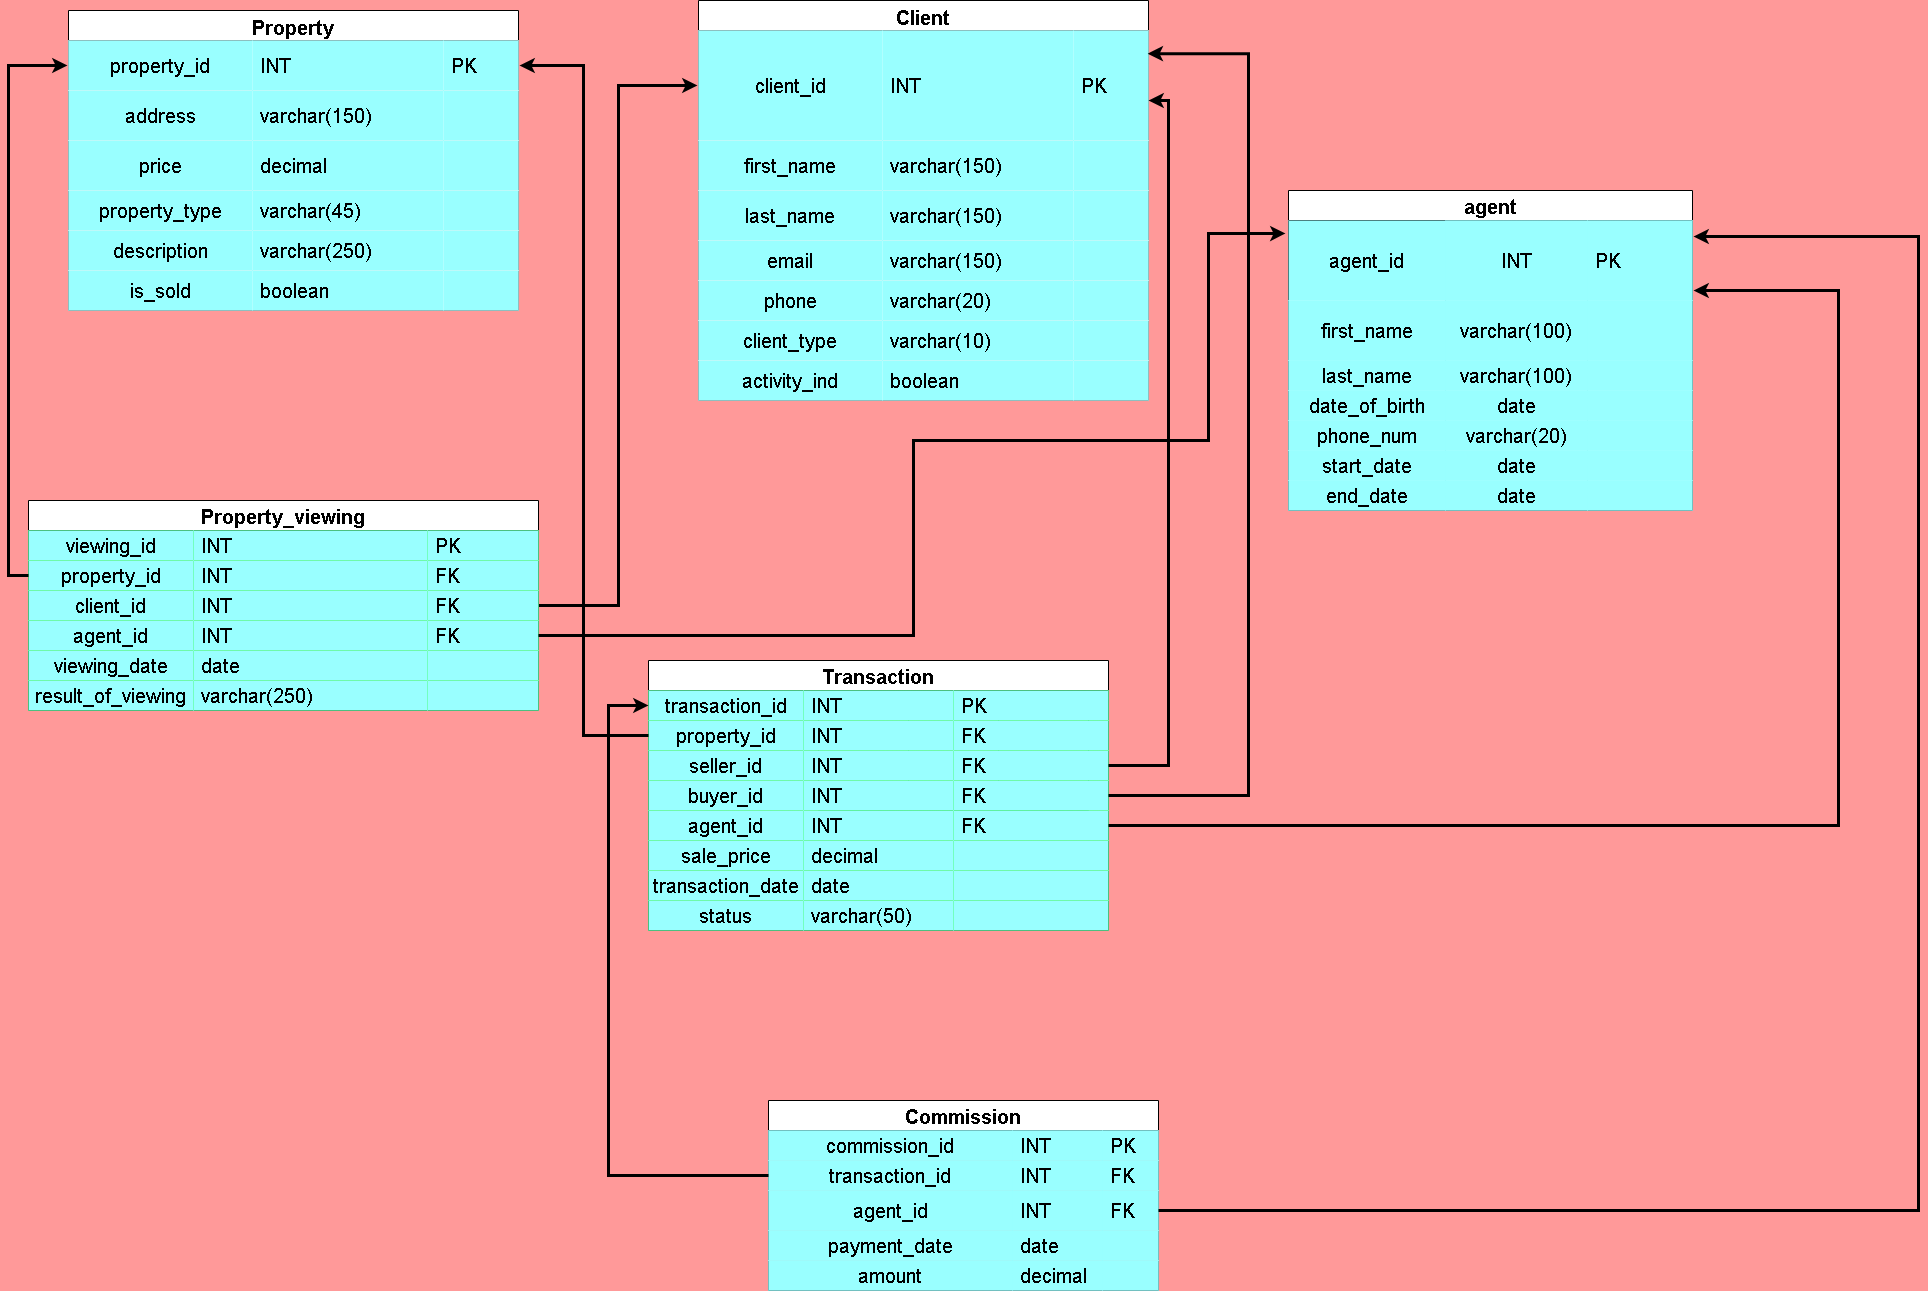 Property
property_id INT PK
address varchar(150)
price decimal
property_type varchar(45)
description varchar(250)
is_sold boolean
Client
client_id INT PK
first_name varchar(150)
last_name varchar(150)
email varchar(150)
phone varchar(20)
client_type varchar(10)
activity_ind boolean
agent
agent_id INT PK
first_name varchar(100)
last_name varchar(100)
date_of_birth date
phone_num varchar(20)
start_date date
end_date date
Property_viewing
viewing_id INT PK
property_id INT FK
client_id INT FK
agent_id INT FK
viewing_date date
result_of_viewing varchar(250)
Transaction
transaction_id INT PK
property_id INT FK
seller_id INT FK
buyer_id INT FK
agent_id INT FK
sale_price decimal
transaction_date date
status varchar(50)
Commission
commission_id INT PK
transaction_id INT FK
agent_id INT FK
payment_date date
amount decimal